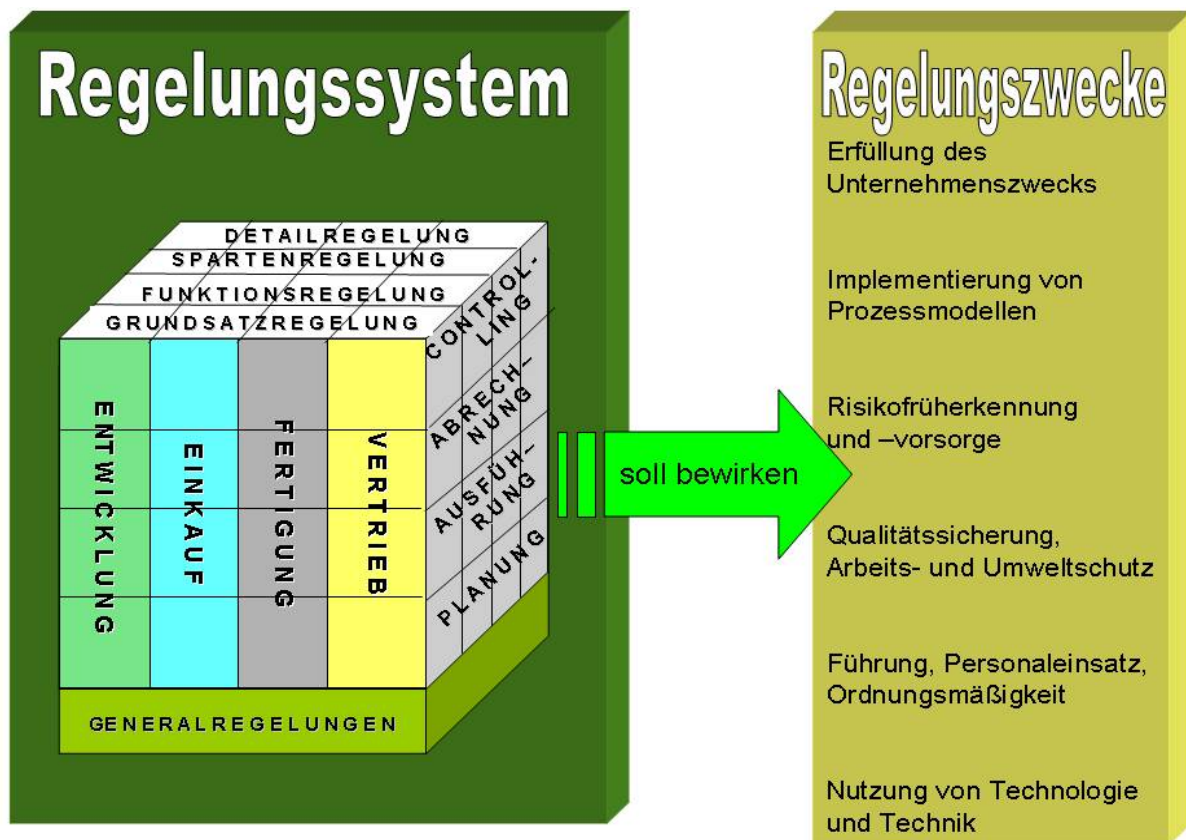 Regelungssystem
DETAILREGELUNG
SPARTENREGELUNG
FUNKTIONSREGELUNG
GRUNDSATZREGELUNG
CONTROL-
LING
ABRECH–
NUNG
AUSFÜH–
RUNG
PLANUNG
ENTWICKLUNG
EINKAUF
FERTIGUNG
VERTRIEB
GENERALREGELUNGEN
soll bewirken
Regelungszwecke
Erfüllung des
Unternehmenszwecks
Implementierung von
Prozessmodellen
Risikofrüherkennung
und –vorsorge
Qualitätssicherung,
Arbeits- und Umweltschutz
Führung, Personaleinsatz,
Ordnungsmäßigkeit
Nutzung von Technologie
und Technik